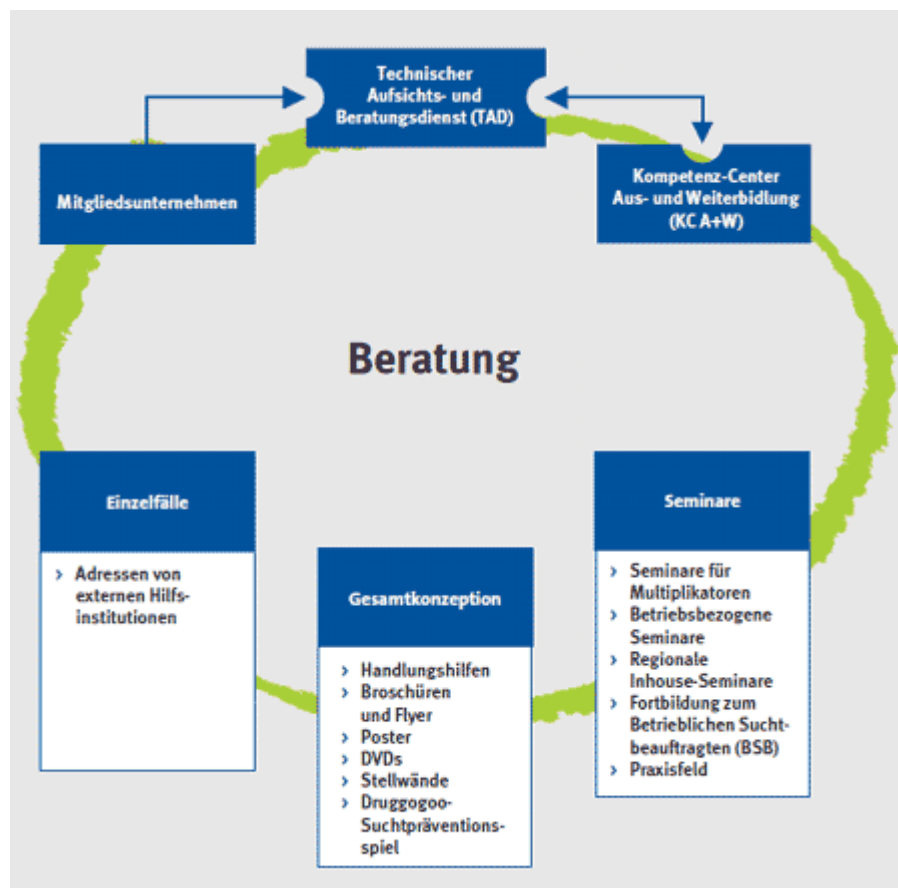 Technischer
Aufsichts- und
Beratungsdienst (TAD)
Mitgliedsunternehmen
Kompetenz-Center
Aus- und Weiterbidlung
(KC A+W)
Beratung
Einzelfälle
› Adressen von
externen Hilfs-
institutionen
Gesamtkonzeption
› Handlungshilfen
› Broschüren
und Flyer
› Poster
› DVDs
› Stellwände
› Druggogoo-
Suchtpräventions-
spiel
Seminare
› Seminare für
Multiplikatoren
› Betriebsbezogene
Seminare
› Regionale
Inhouse-Seminare
› Fortbildung zum
Betrieblichen Sucht-
beauftragten (BSB)
› Praxisfeld